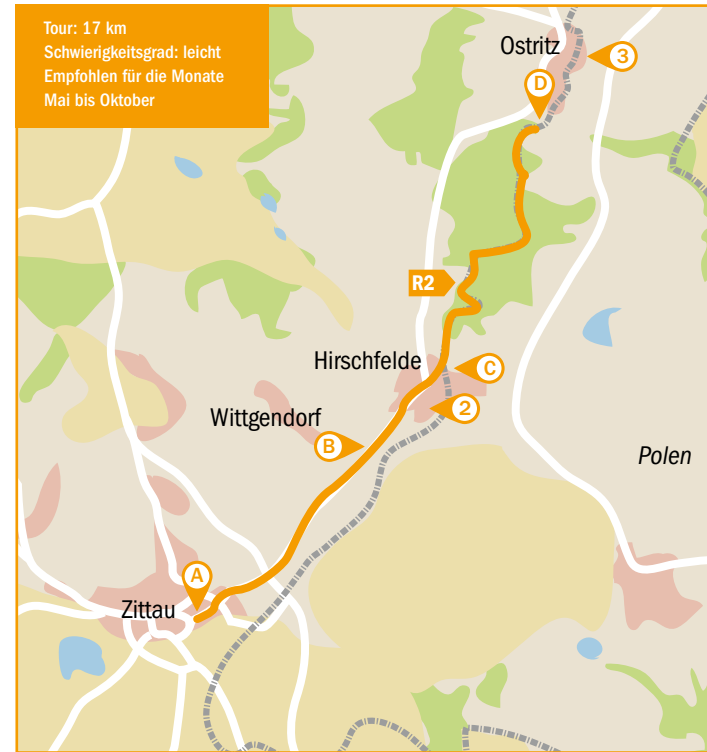 Tour: 17 km
Schwierigkeitsgrad: leicht
Empfohlen für die Monate
Mai bis Oktober
Ostritz
3
D
R2
Hirschfelde
C
2
Wittgendorf
B
Polen
A
Zittau